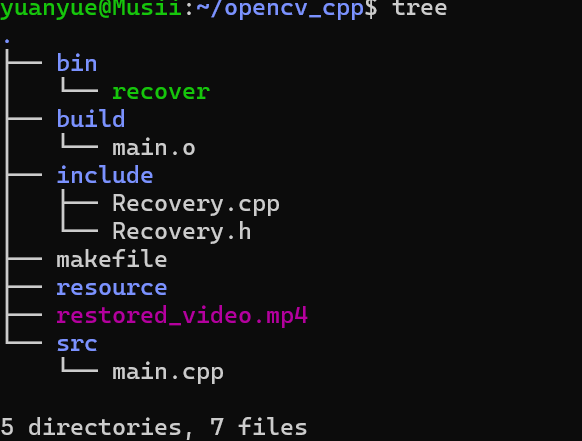 yuanyue@Musii:~/opencv_cpp$ tree
.
├── bin
│   └── recover
├── build
│   └── main.o
├── include
│   ├── Recovery.cpp
│   └── Recovery.h
├── makefile
├── resource
├── restored_video.mp4
└── src
    └── main.cpp
5 directories, 7 files